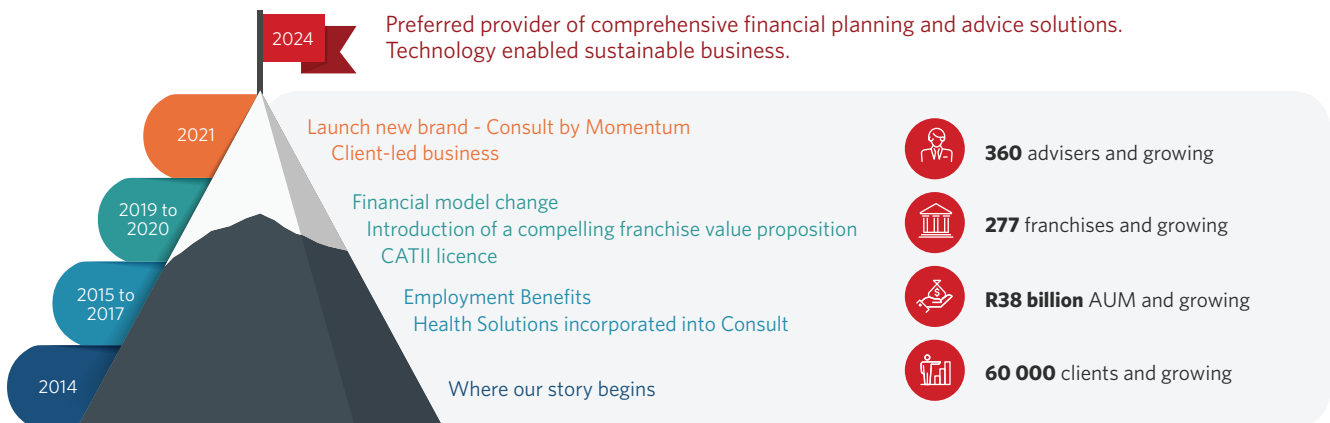 2024
Preferred provider of comprehensive financial planning and advice solutions.
Technology enabled sustainable business.
2021
Launch new brand - Consult by Momentum
Client-led business
2019 to
2020
Financial model change
Introduction of a compelling franchise value proposition
CATII licence
2015 to
2017
Employment Benefits
Health Solutions incorporated into Consult
2014
Where our story begins
360 advisers and growing
277 franchises and growing
R38 billion AUM and growing
60 000 clients and growing